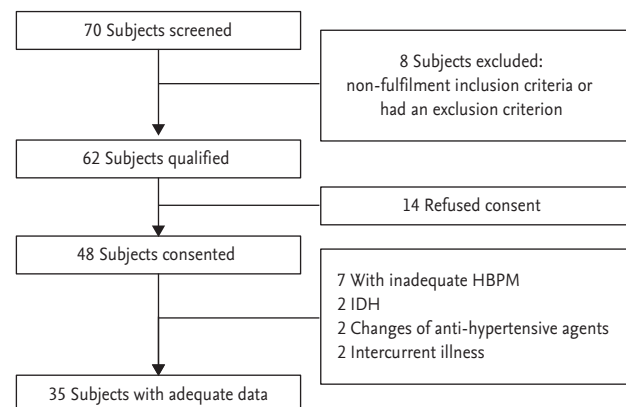 70 Subjects screened
8 Subjects excluded:
non-fulfilment inclusion criteria or
had an exclusion criterion
62 Subjects qualified
14 Refused consent
48 Subjects consented
7 With inadequate HBPM
2 IDH
2 Changes of anti-hypertensive agents
2 Intercurrent illness
35 Subjects with adequate data